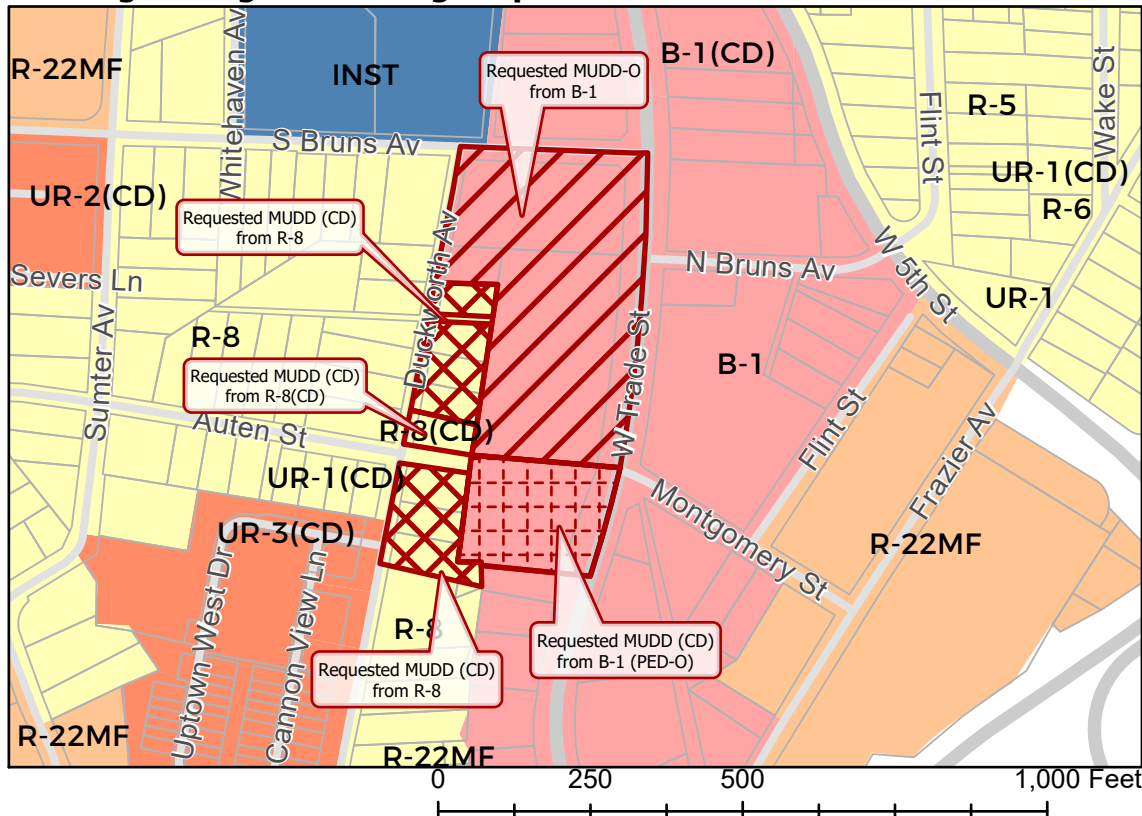 R-22MF
Whitehaven Av
INST
Requested MUDD-O
from B-1
B-1(CD)
R-5
Flint St
Wake St
S Bruns Av
UR-2(CD)
UR-1(CD)
R-6
Requested MUDD (CD)
from R-8
Severs Ln
Duckworth Av
N Bruns Av
W 5th St
UR-1
Sumter Av
R-8
W Trade St
B-1
Requested MUDD (CD)
from R-8(CD)
Auten St
R-8(CD)
Flint St
Frazier Av
UR-1(CD)
Montgomery St
UR-3(CD)
R-22MF
Uptown West Dr
Cannon View Ln
R-8
Requested MUDD (CD)
from R-8
Requested MUDD (CD)
from B-1 (PED-O)
R-22MF
R-22MF
0 250 500 1,000 Feet